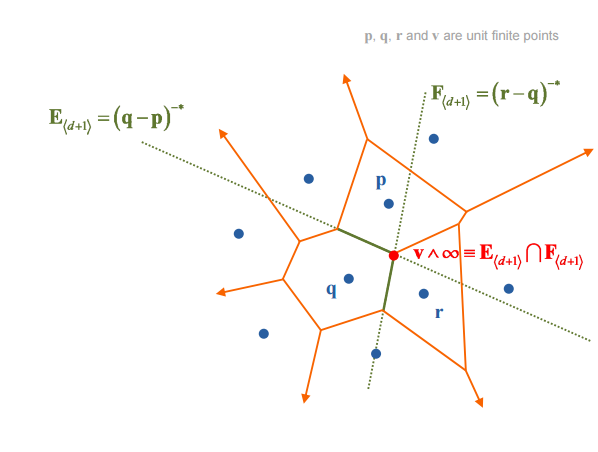 p, q, r and v are unit finite points
F⟨d+1⟩ = (r − q)^−*
E⟨d+1⟩ = (q − p)^−*
p
v ∧ ∞ ≡ E⟨d+1⟩ ⋂ F⟨d+1⟩
q
r